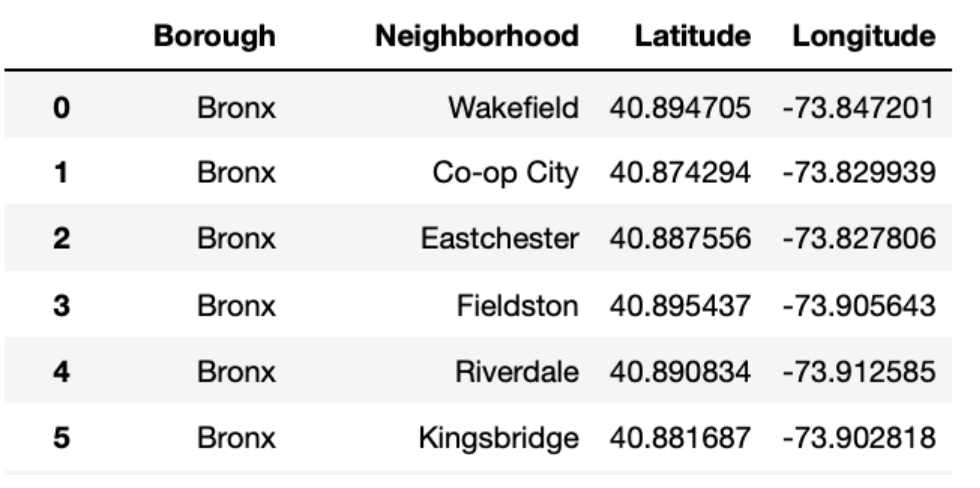 Borough Neighborhood Latitude Longitude
0 Bronx Wakefield 40.894705 -73.847201
1 Bronx Co-op City 40.874294 -73.829939
2 Bronx Eastchester 40.887556 -73.827806
3 Bronx Fieldston 40.895437 -73.905643
4 Bronx Riverdale 40.890834 -73.912585
5 Bronx Kingsbridge 40.881687 -73.902818